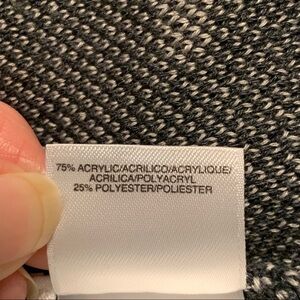 75% ACRYLIC/ACRILICO/ACRYLIQUE/
ACRILICA/POLYACRYL
25% POLYESTER/POLIESTER